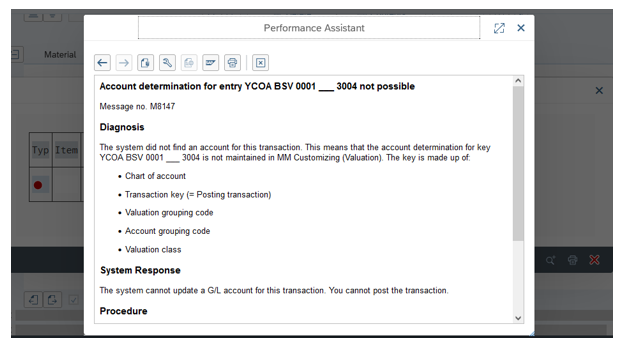 Performance Assistant
Material
Account determination for entry YCOA BSV 0001 ___ 3004 not possible
Message no. M8147
Diagnosis
The system did not find an account for this transaction. This means that the account determination for key
YCOA BSV 0001 ___ 3004 is not maintained in MM Customizing (Valuation). The key is made up of:
• Chart of account
• Transaction key (= Posting transaction)
• Valuation grouping code
• Account grouping code
• Valuation class
Typ Item
System Response
The system cannot update a G/L account for this transaction. You cannot post the transaction.
Procedure